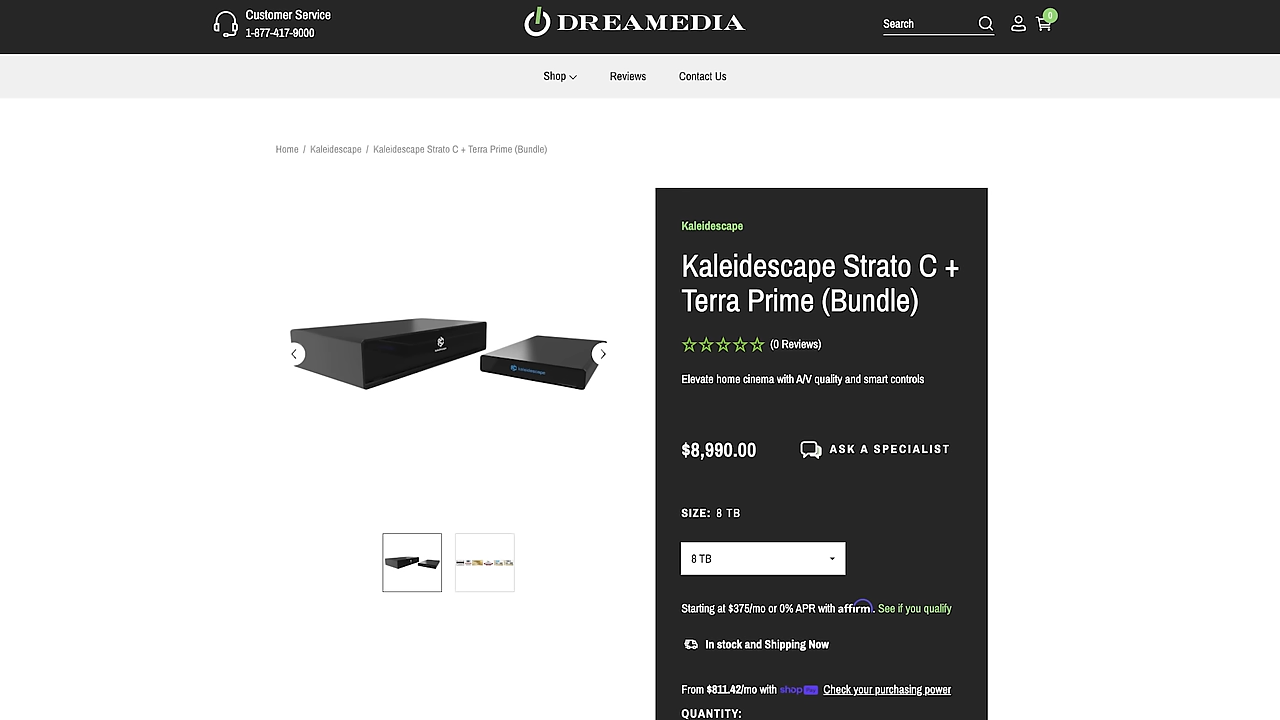 Customer Service
1-877-417-9000
DREAMEDIA
Search
0
Shop
Reviews
Contact Us
Home / Kaleidescape / Kaleidescape Strato C + Terra Prime (Bundle)
Kaleidescape
Kaleidescape Strato C +
Terra Prime (Bundle)
(0 Reviews)
Elevate home cinema with A/V quality and smart controls
$8,990.00
ASK A SPECIALIST
SIZE: 8 TB
8 TB
Starting at $375/mo or 0% APR with affirm. See if you qualify
In stock and Shipping Now
From $811.42/mo with shop Pay Check your purchasing power
QUANTITY:
kaleidescape